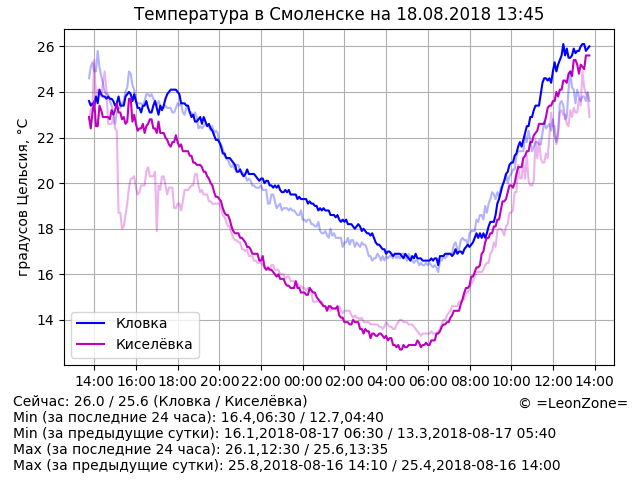 Температура в Смоленске на 18.08.2018 13:45
градусов Цельсия, °C
26
24
22
20
18
16
14
Кловка
Киселёвка
14:00 16:00 18:00 20:00 22:00 00:00 02:00 04:00 06:00 08:00 10:00 12:00 14:00
Сейчас: 26.0 / 25.6 (Кловка / Киселёвка)
© =LeonZone=
Min (за последние 24 часа): 16.4,06:30 / 12.7,04:40
Min (за предыдущие сутки): 16.1,2018-08-17 06:30 / 13.3,2018-08-17 05:40
Max (за последние 24 часа): 26.1,12:30 / 25.6,13:35
Max (за предыдущие сутки): 25.8,2018-08-16 14:10 / 25.4,2018-08-16 14:00